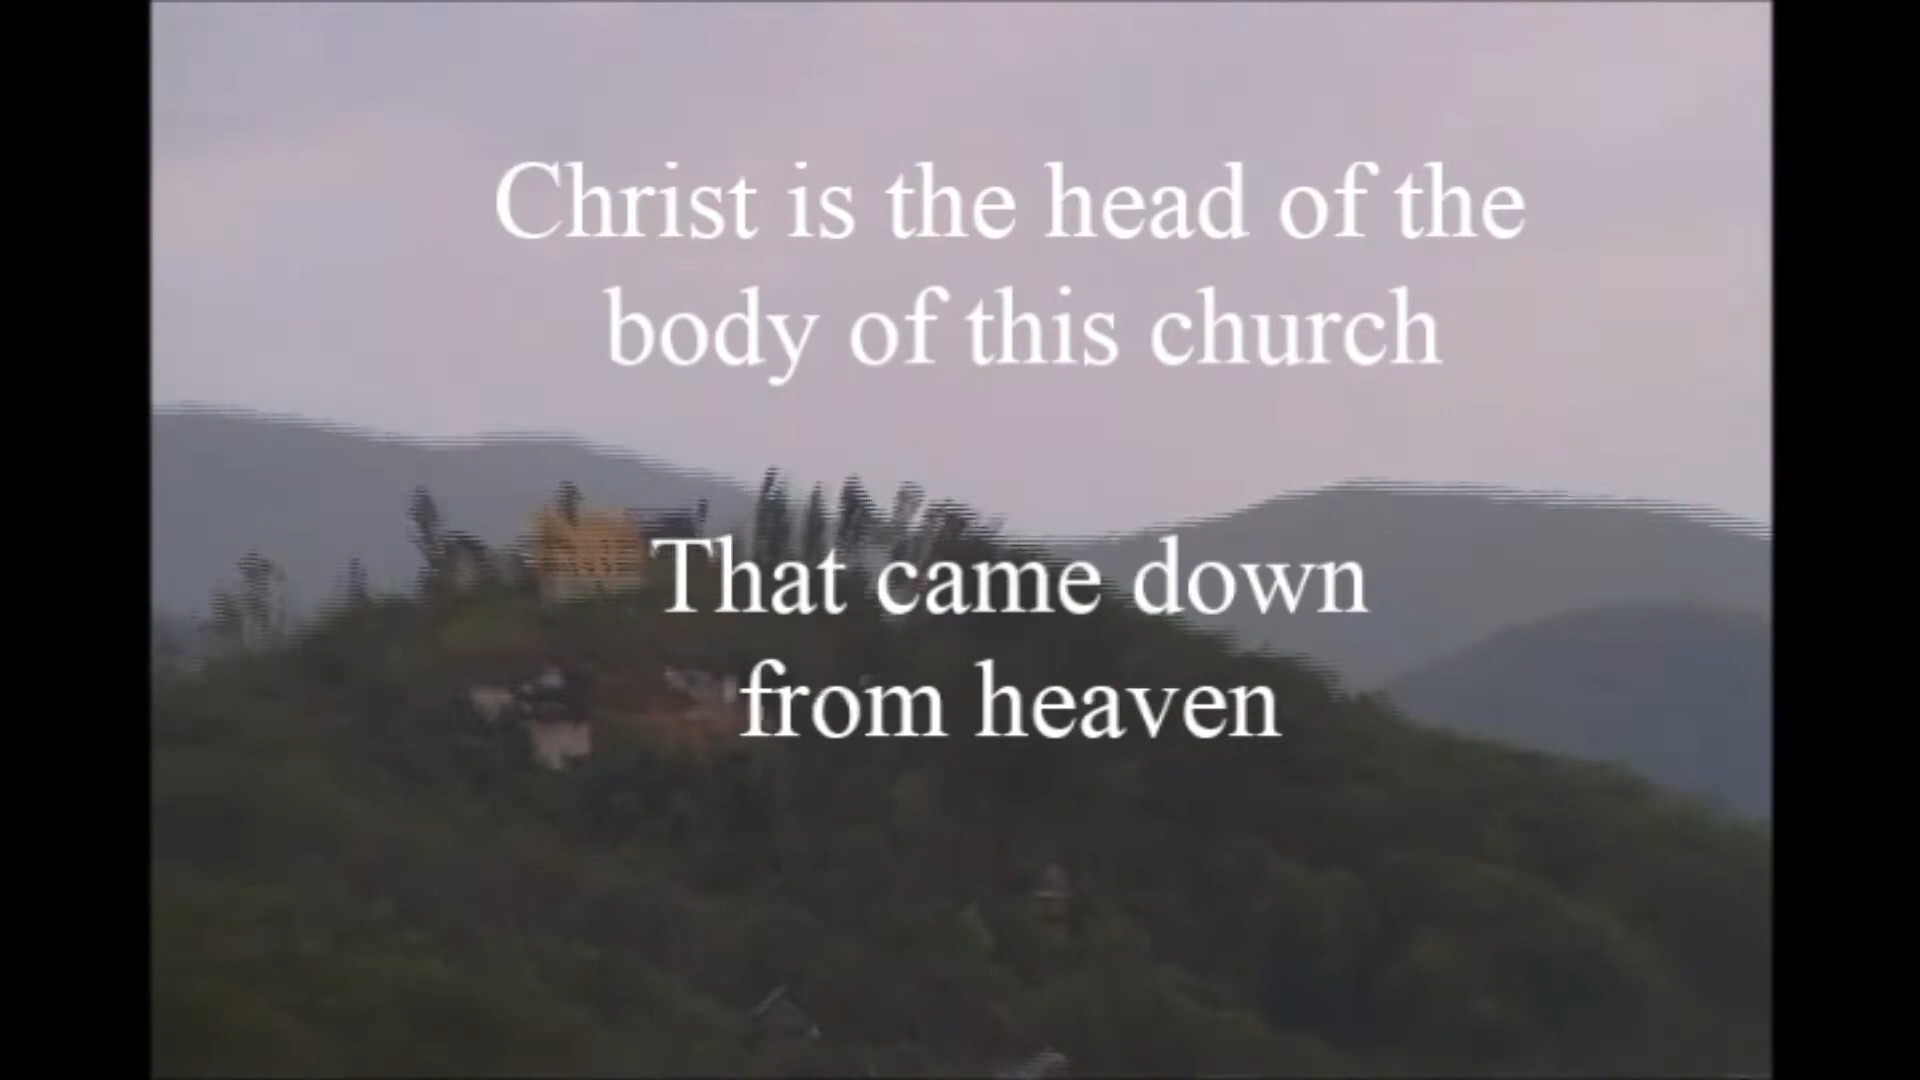 Christ is the head of the
body of this church
That came down
from heaven